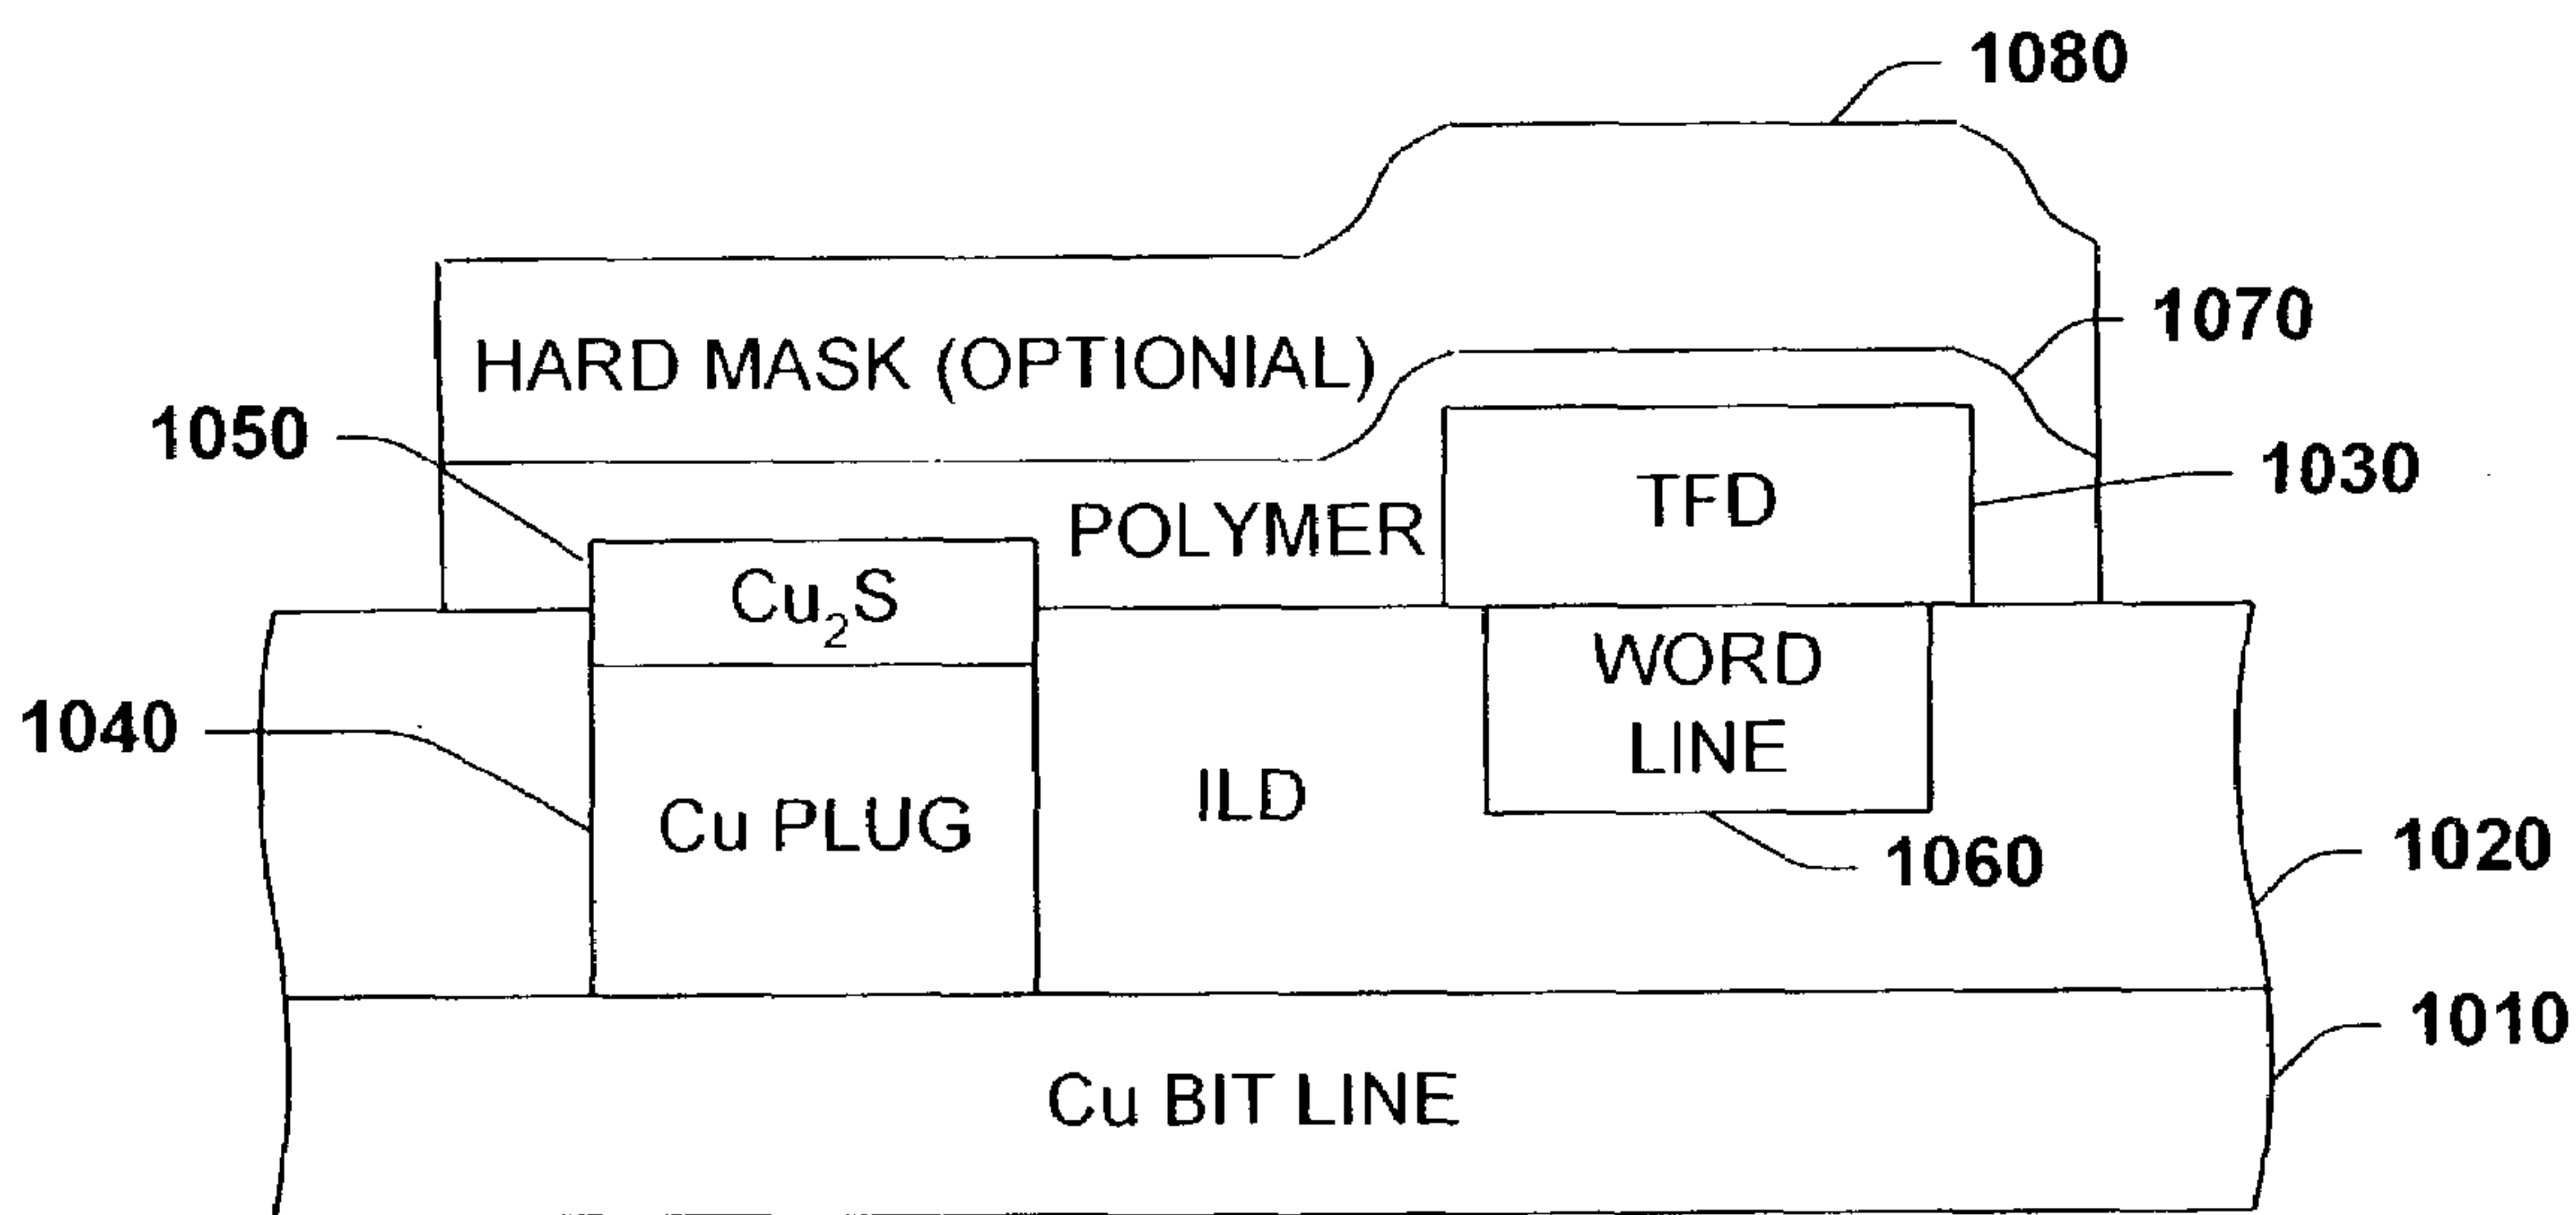 1080
1070
HARD MASK (OPTIONIAL)
1050
1030
TFD
POLYMER
Cu₂S
WORD
LINE
1040
ILD
Cu PLUG
1060
1020
1010
Cu BIT LINE